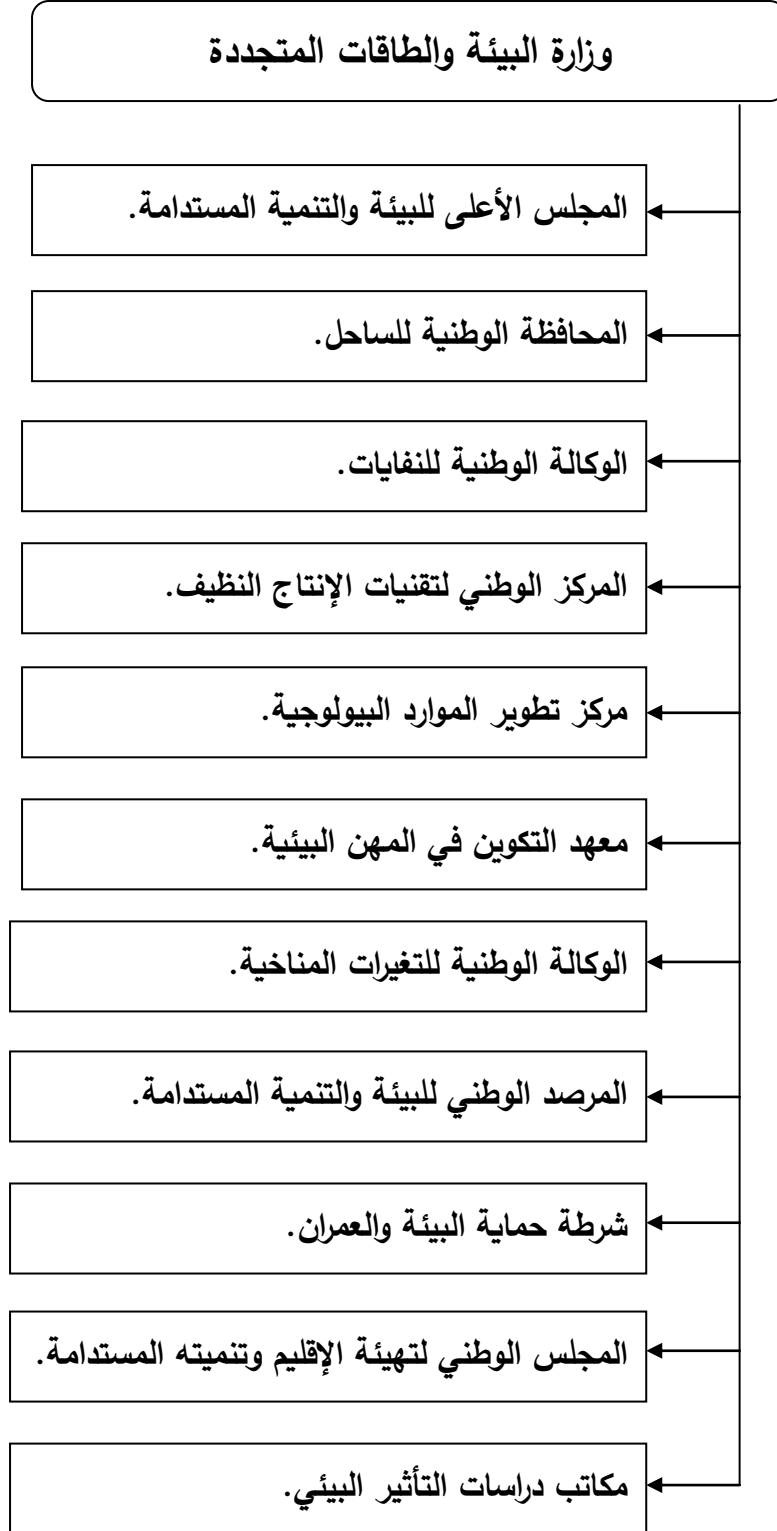 وزارة البيئة والطاقات المتجددة
المجلس الأعلى للبيئة والتنمية المستدامة.
المحافظة الوطنية للساحل.
الوكالة الوطنية للنفايات.
المركز الوطني لتقنيات الإنتاج النظيف.
مركز تطوير الموارد البيولوجية.
معهد التكوين في المهن البيئية.
الوكالة الوطنية للتغيرات المناخية.
المرصد الوطني للبيئة والتنمية المستدامة.
شرطة حماية البيئة والعمران.
المجلس الوطني لتهيئة الإقليم وتنميته المستدامة.
مكاتب دراسات التأثير البيئي.